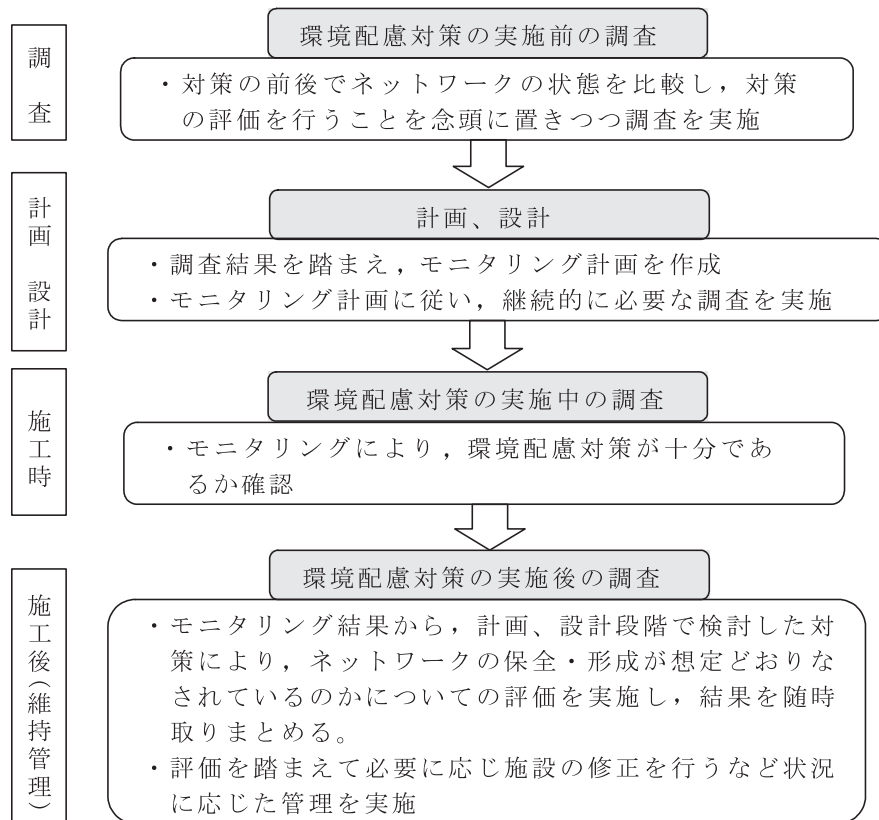 調査
環境配慮対策の実施前の調査
・対策の前後でネットワークの状態を比較し，対策
の評価を行うことを念頭に置きつつ調査を実施
計画 設計
計画、設計
・調査結果を踏まえ，モニタリング計画を作成
・モニタリング計画に従い，継続的に必要な調査を実施
施工時
環境配慮対策の実施中の調査
・モニタリングにより，環境配慮対策が十分であ
るか確認
施工後(維持管理)
環境配慮対策の実施後の調査
・モニタリング結果から，計画、設計段階で検討した対
策により，ネットワークの保全・形成が想定どおりな
されているのかについての評価を実施し，結果を随時
取りまとめる。
・評価を踏まえて必要に応じ施設の修正を行うなど状況
に応じた管理を実施